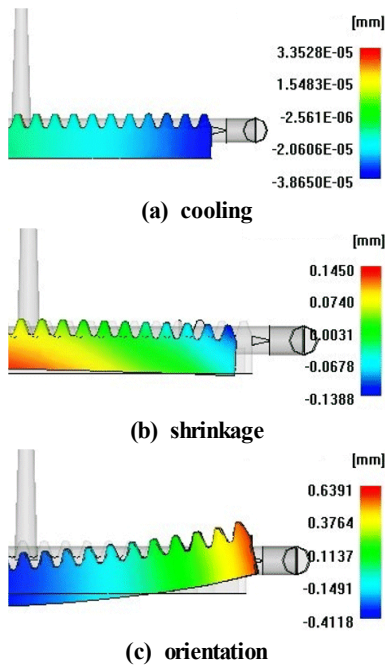 [mm]
3.3528E-05
1.5483E-05
-2.561E-06
-2.0606E-05
-3.8650E-05
(a) cooling
[mm]
0.1450
0.0740
0.0031
-0.0678
-0.1388
(b) shrinkage
[mm]
0.6391
0.3764
0.1137
-0.1491
-0.4118
(c) orientation